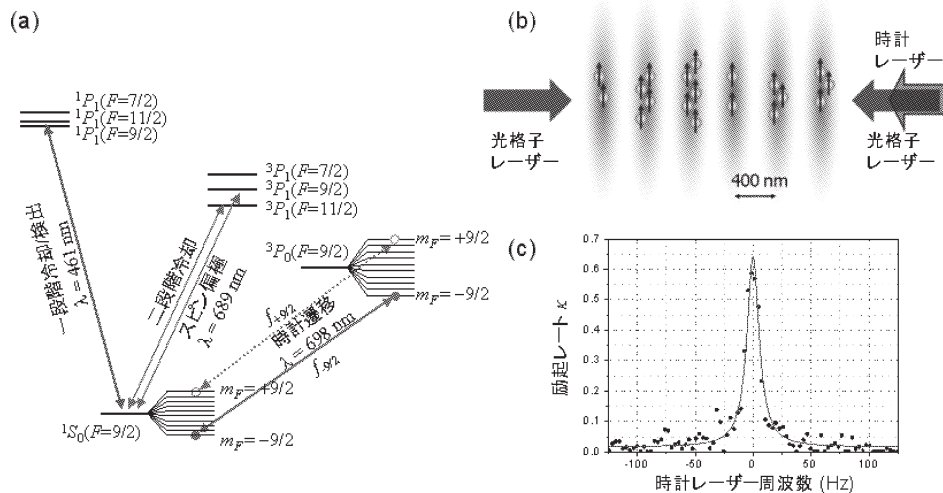 (a)
¹P₁(F=7/2)
¹P₁(F=11/2)
¹P₁(F=9/2)
³P₁(F=7/2)
³P₁(F=9/2)
³P₁(F=11/2)
一段階冷却/検出
λ = 461 nm
二段階冷却
スピン偏極
λ = 689 nm
³P₀(F=9/2)
m_F= +9/2
m_F= −9/2
f₊₉/₂
時計遷移
λ = 698 nm
f₋₉/₂
m_F= +9/2
¹S₀(F=9/2)
m_F= −9/2
(b)
時計
レーザー
光格子
レーザー
光格子
レーザー
400 nm
(c)
0.7
0.6
0.5
0.4
0.3
0.2
0.1
0.0
励起レート κ
-100
-50
0
50
100
時計レーザー周波数 (Hz)